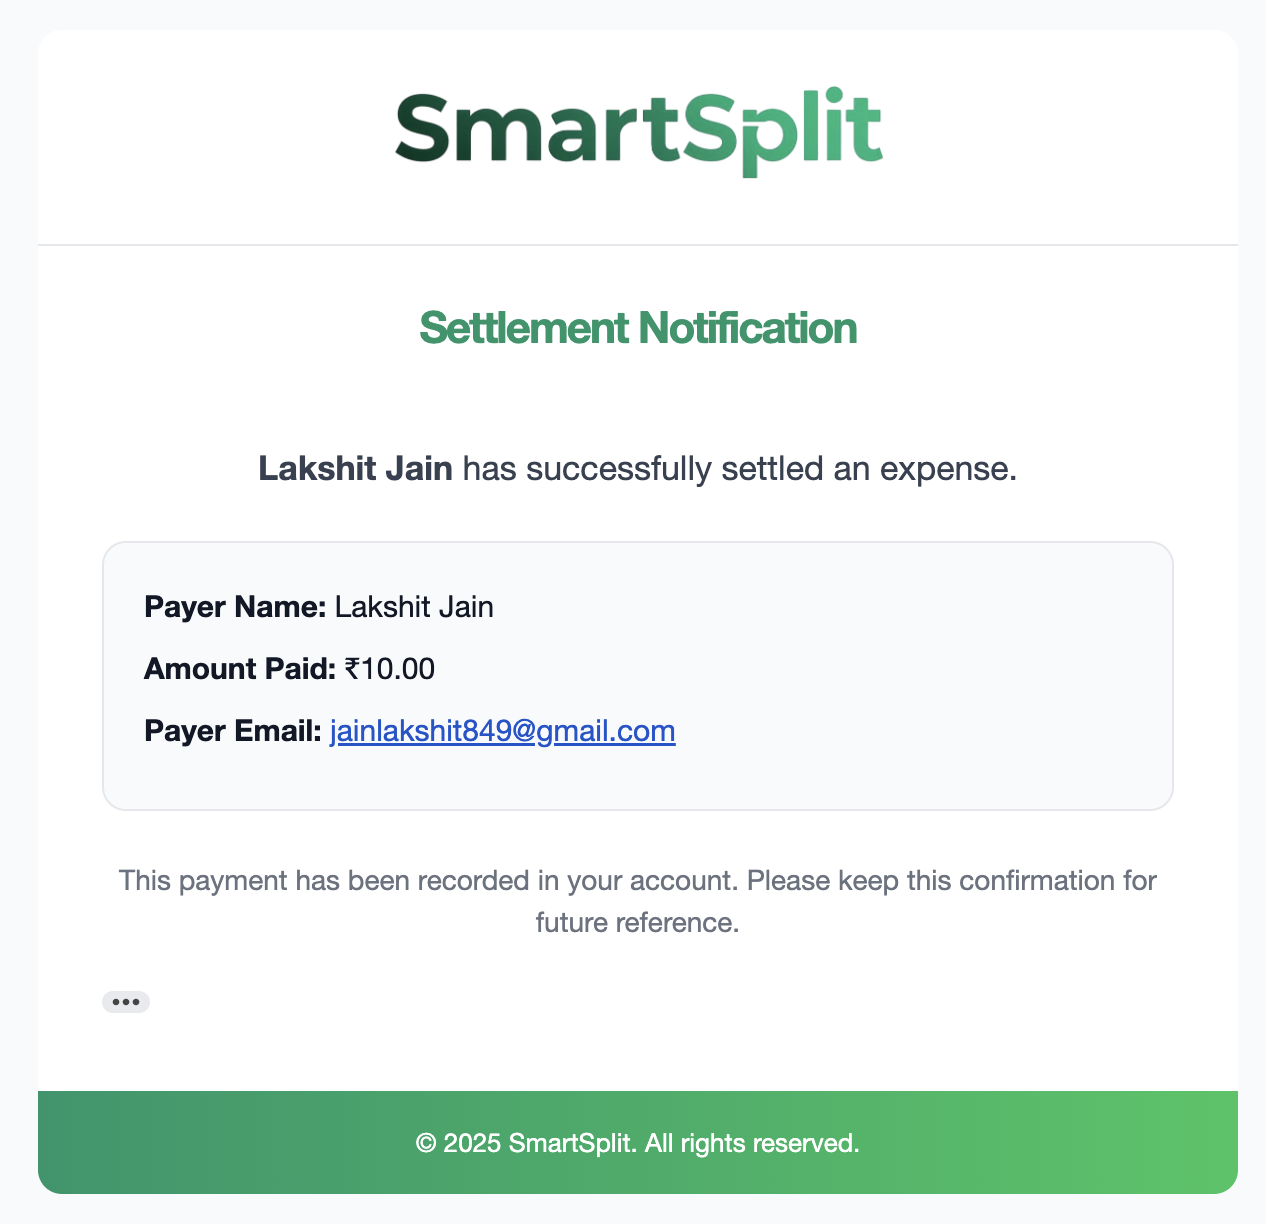 SmartSplit
Settlement Notification
Lakshit Jain has successfully settled an expense.
Payer Name: Lakshit Jain
Amount Paid: ₹10.00
Payer Email: jainlakshit849@gmail.com
This payment has been recorded in your account. Please keep this confirmation for
future reference.
•••
© 2025 SmartSplit. All rights reserved.